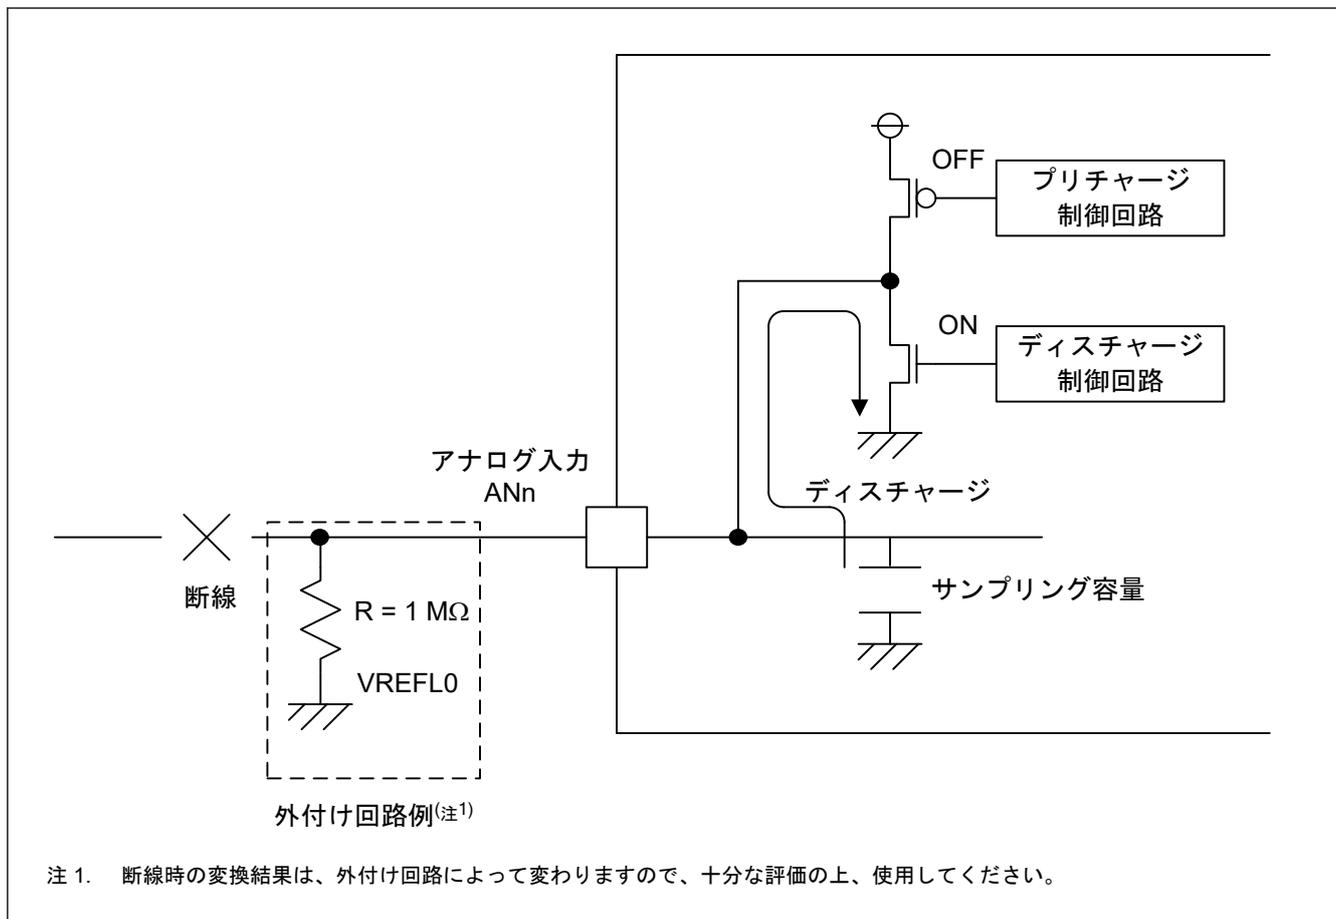 OFF
プリチャージ
制御回路
ON
ディスチャージ
制御回路
アナログ入力
ANn
ディスチャージ
断線
R = 1 MΩ
サンプリング容量
VREFL0
外付け回路例(注1)
注 1. 断線時の変換結果は、外付け回路によって変わりますので、十分な評価の上、使用してください。